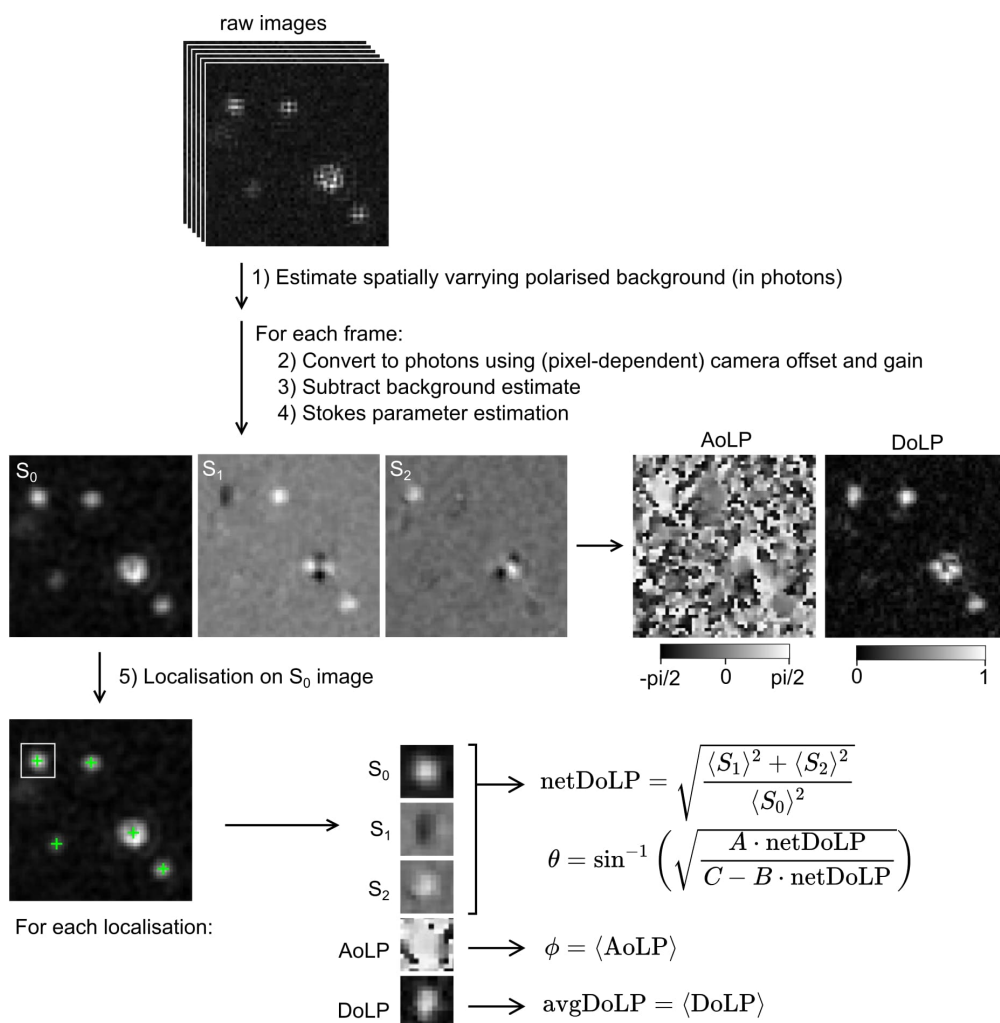 raw images
1) Estimate spatially varrying polarised background (in photons)
For each frame:
2) Convert to photons using (pixel-dependent) camera offset and gain
3) Subtract background estimate
4) Stokes parameter estimation
AoLP DoLP
S₀ S₁ S₂
-pi/2 0 pi/2 0 1
5) Localisation on S₀ image
S₀
netDoLP = √((⟨S₁⟩² + ⟨S₂⟩²) / ⟨S₀⟩²)
S₁
θ = sin⁻¹(√((A · netDoLP) / (C − B · netDoLP)))
S₂
For each localisation:
AoLP ϕ = ⟨AoLP⟩
DoLP avgDoLP = ⟨DoLP⟩